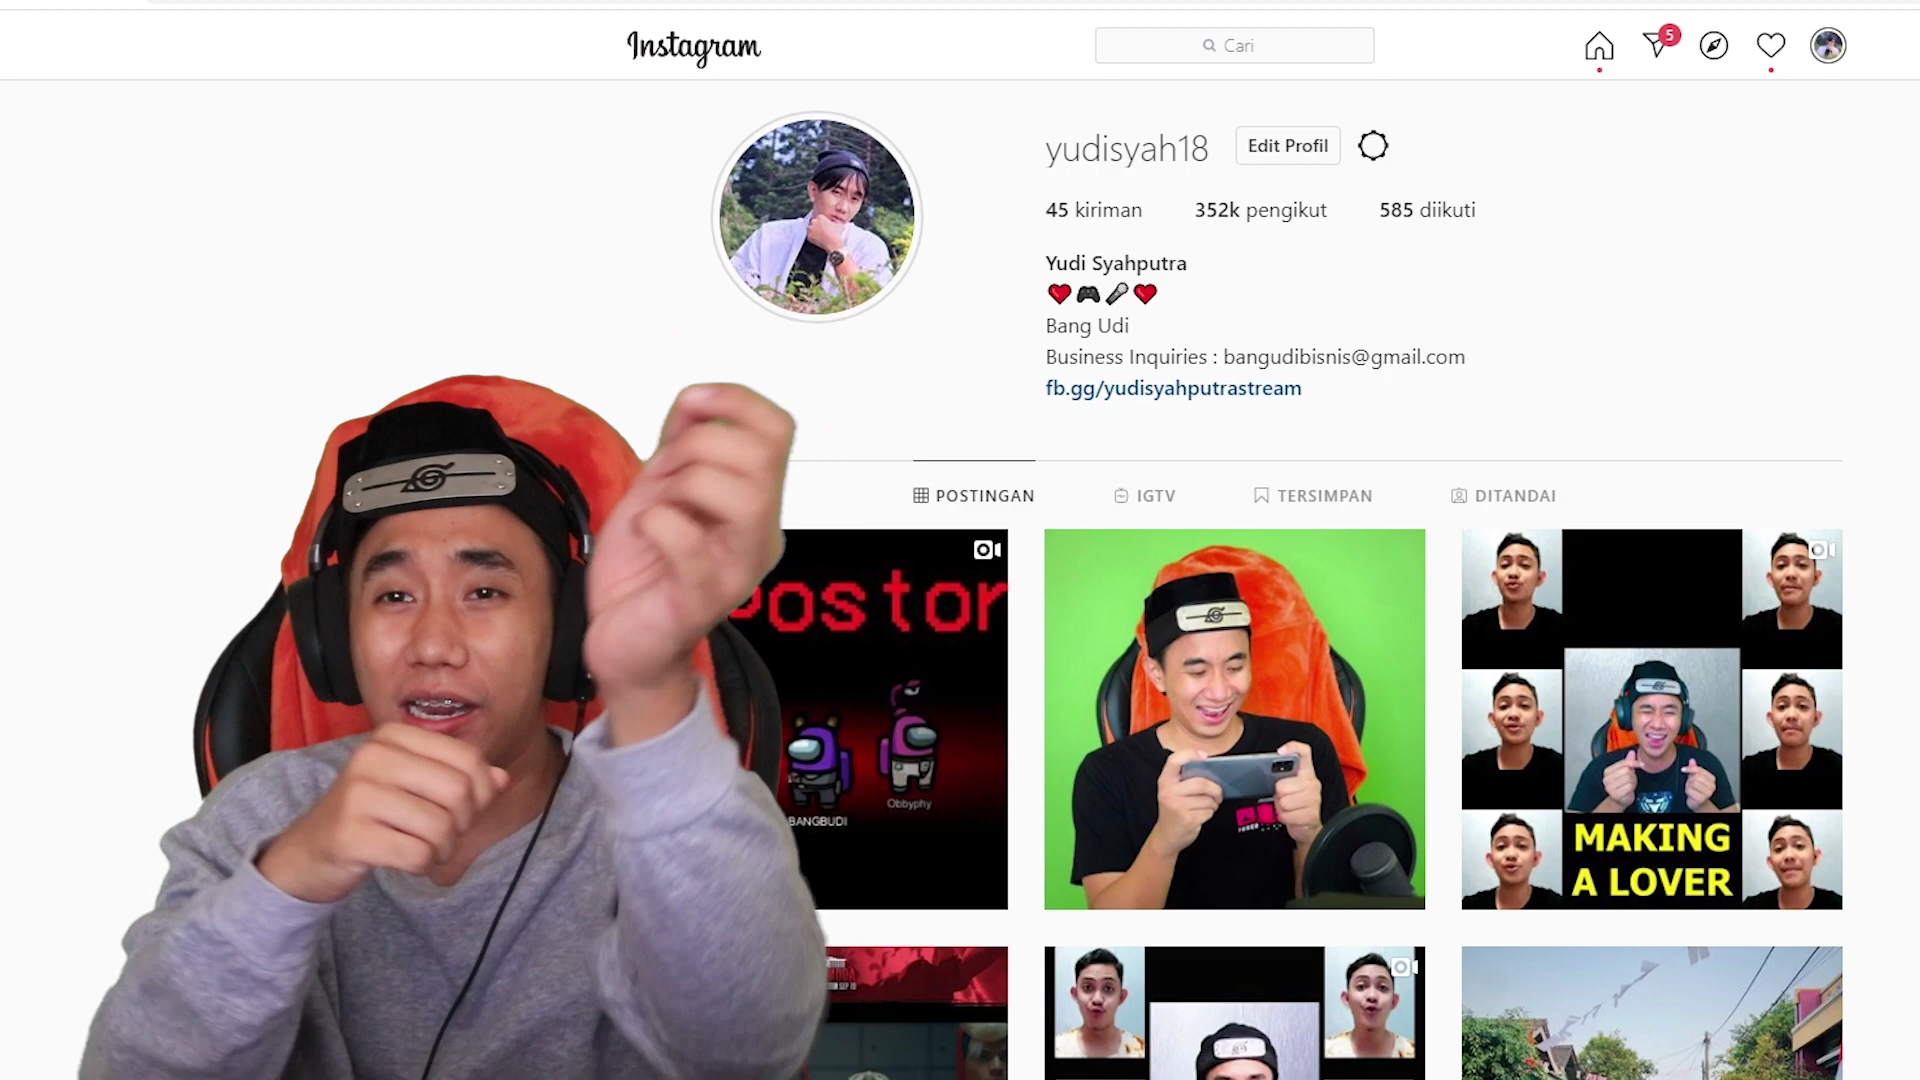 Instagram
Cari
5
yudisyah18
Edit Profil
45 kiriman
352k pengikut
585 diikuti
Yudi Syahputra
Bang Udi
Business Inquiries : bangudibisnis@gmail.com
fb.gg/yudisyahputrastream
POSTINGAN
IGTV
TERSIMPAN
DITANDAI
Obbyphy
BANGBUDI
MAKING
A LOVER